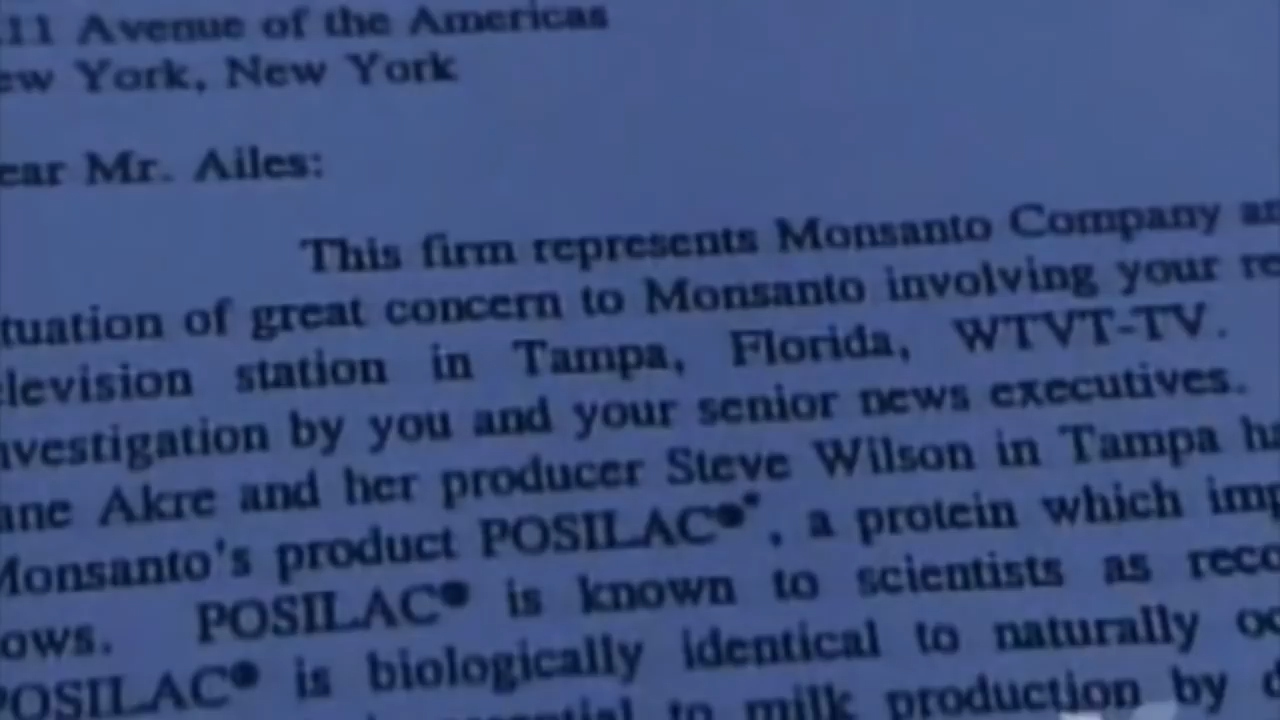 11 Avenue of the Americas
ew York, New York
ear Mr. Ailes:
This firm represents Monsanto Company an
tuation of great concern to Monsanto involving your re
levision station in Tampa, Florida, WTVT-TV.
nvestigation by you and your senior news executives.
ane Akre and her producer Steve Wilson in Tampa ha
Monsanto's product POSILAC®*, a protein which imp
ows. POSILAC® is known to scientists as reco
POSILAC® is biologically identical to naturally oc
to milk production by d